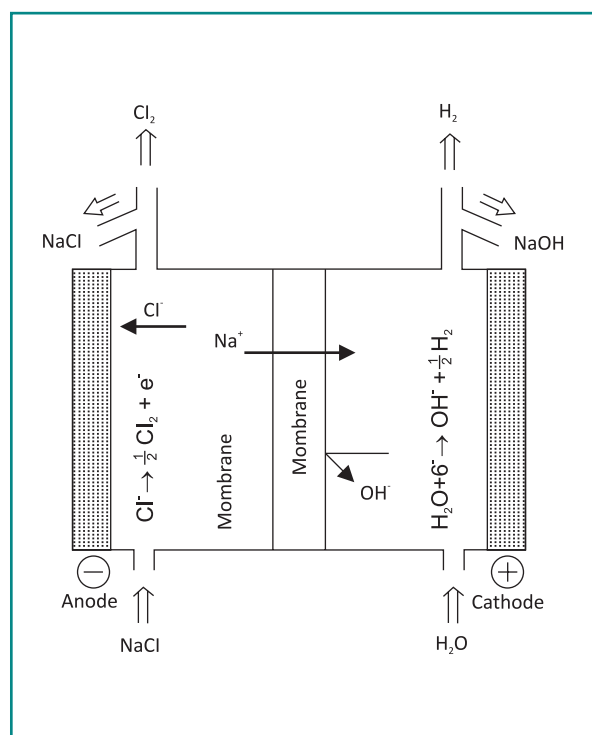 Cl₂
H₂
NaCl
NaOH
Cl⁻
Na⁺
Cl⁻ → ½ Cl₂ + e⁻
Mombrane
Mombrane
OH⁻
H₂O+6⁻ → OH⁻ + ½ H₂
−
+
Anode
Cathode
NaCl
H₂O